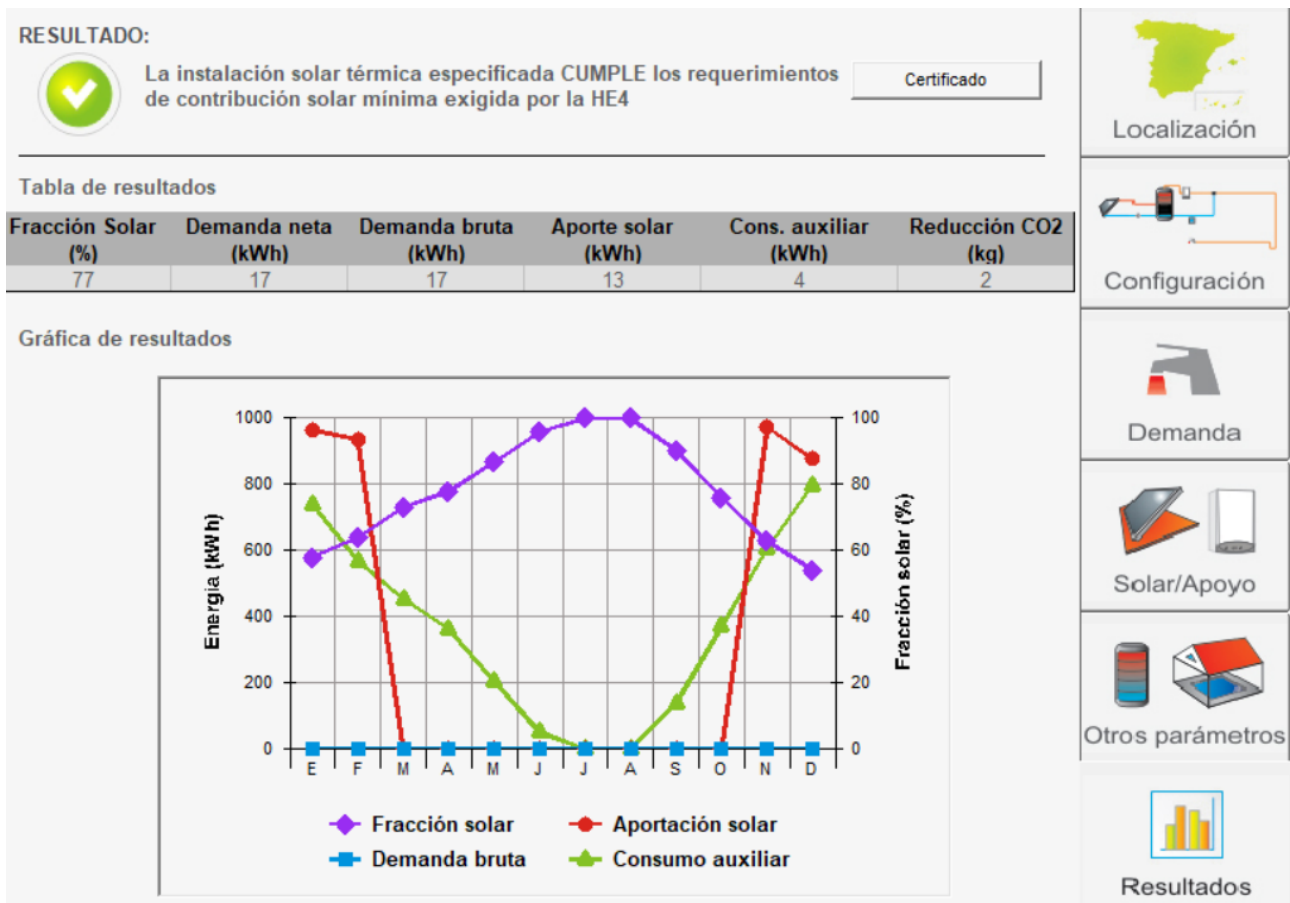 RESULTADO:
La instalación solar térmica especificada CUMPLE los requerimientos
de contribución solar mínima exigida por la HE4
Certificado
Tabla de resultados
Fracción Solar (%) Demanda neta (kWh) Demanda bruta (kWh) Aporte solar (kWh) Cons. auxiliar (kWh) Reducción CO2 (kg)
77 17 17 13 4 2
Gráfica de resultados
Energía (kWh)
1000
800
600
400
200
0
100
80
60
40
20
0
Fracción solar (%)
E F M A M J J A S O N D
Fracción solar
Aportación solar
Demanda bruta
Consumo auxiliar
Localización
Configuración
Demanda
Solar/Apoyo
Otros parámetros
Resultados